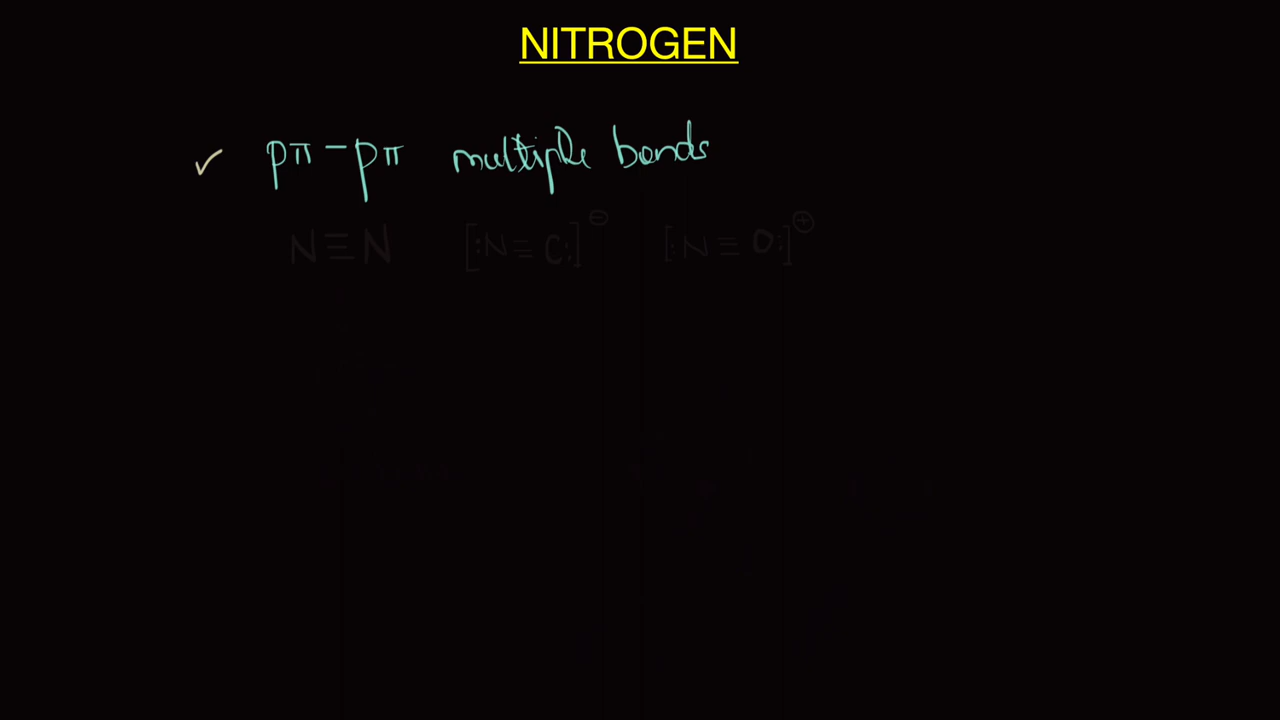 NITROGEN
✓ pπ - pπ multiple bonds
N≡N [:N≡C:]⊖ [:N≡O:]⊕